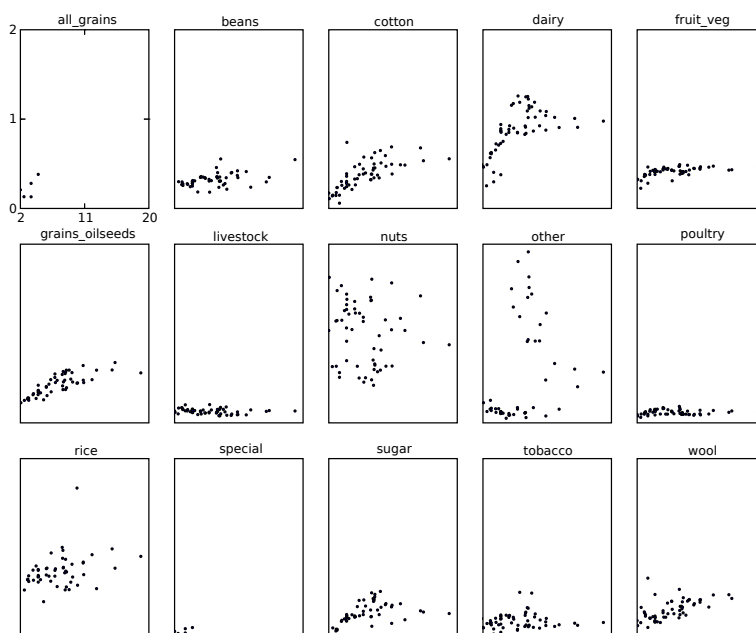 all_grains beans cotton dairy fruit_veg
2
1
0
2 11 20
grains_oilseeds livestock nuts other poultry
rice special sugar tobacco wool